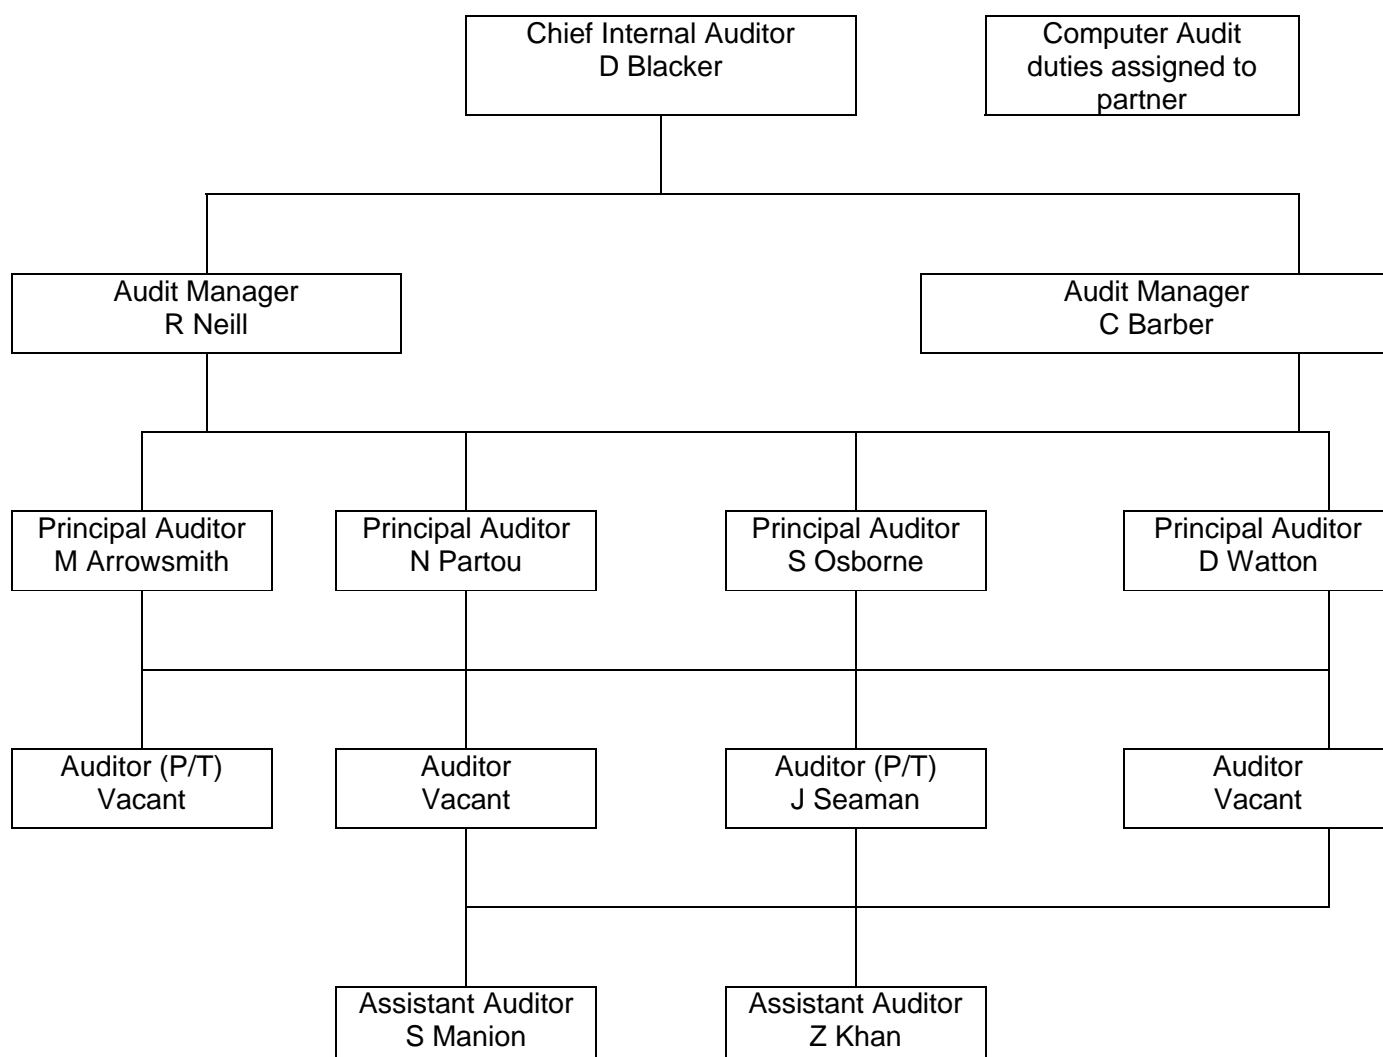 Chief Internal Auditor
D Blacker
Computer Audit
duties assigned to
partner
Audit Manager
R Neill
Audit Manager
C Barber
Principal Auditor
M Arrowsmith
Principal Auditor
N Partou
Principal Auditor
S Osborne
Principal Auditor
D Watton
Auditor (P/T)
Vacant
Auditor
Vacant
Auditor (P/T)
J Seaman
Auditor
Vacant
Assistant Auditor
S Manion
Assistant Auditor
Z Khan